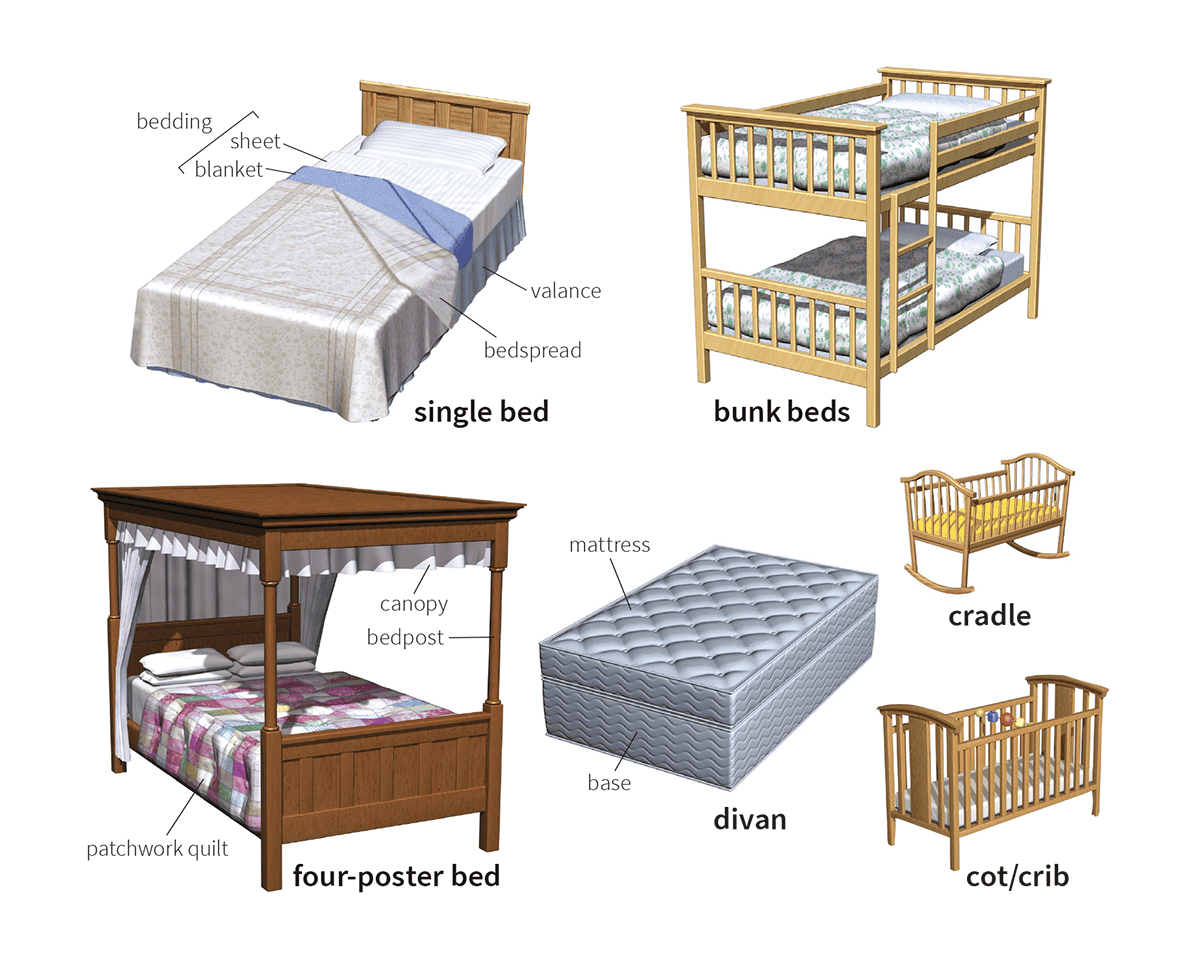 bedding
sheet
blanket
valance
bedspread
single bed
bunk beds
canopy
bedpost
patchwork quilt
four-poster bed
mattress
base
divan
cradle
cot/crib